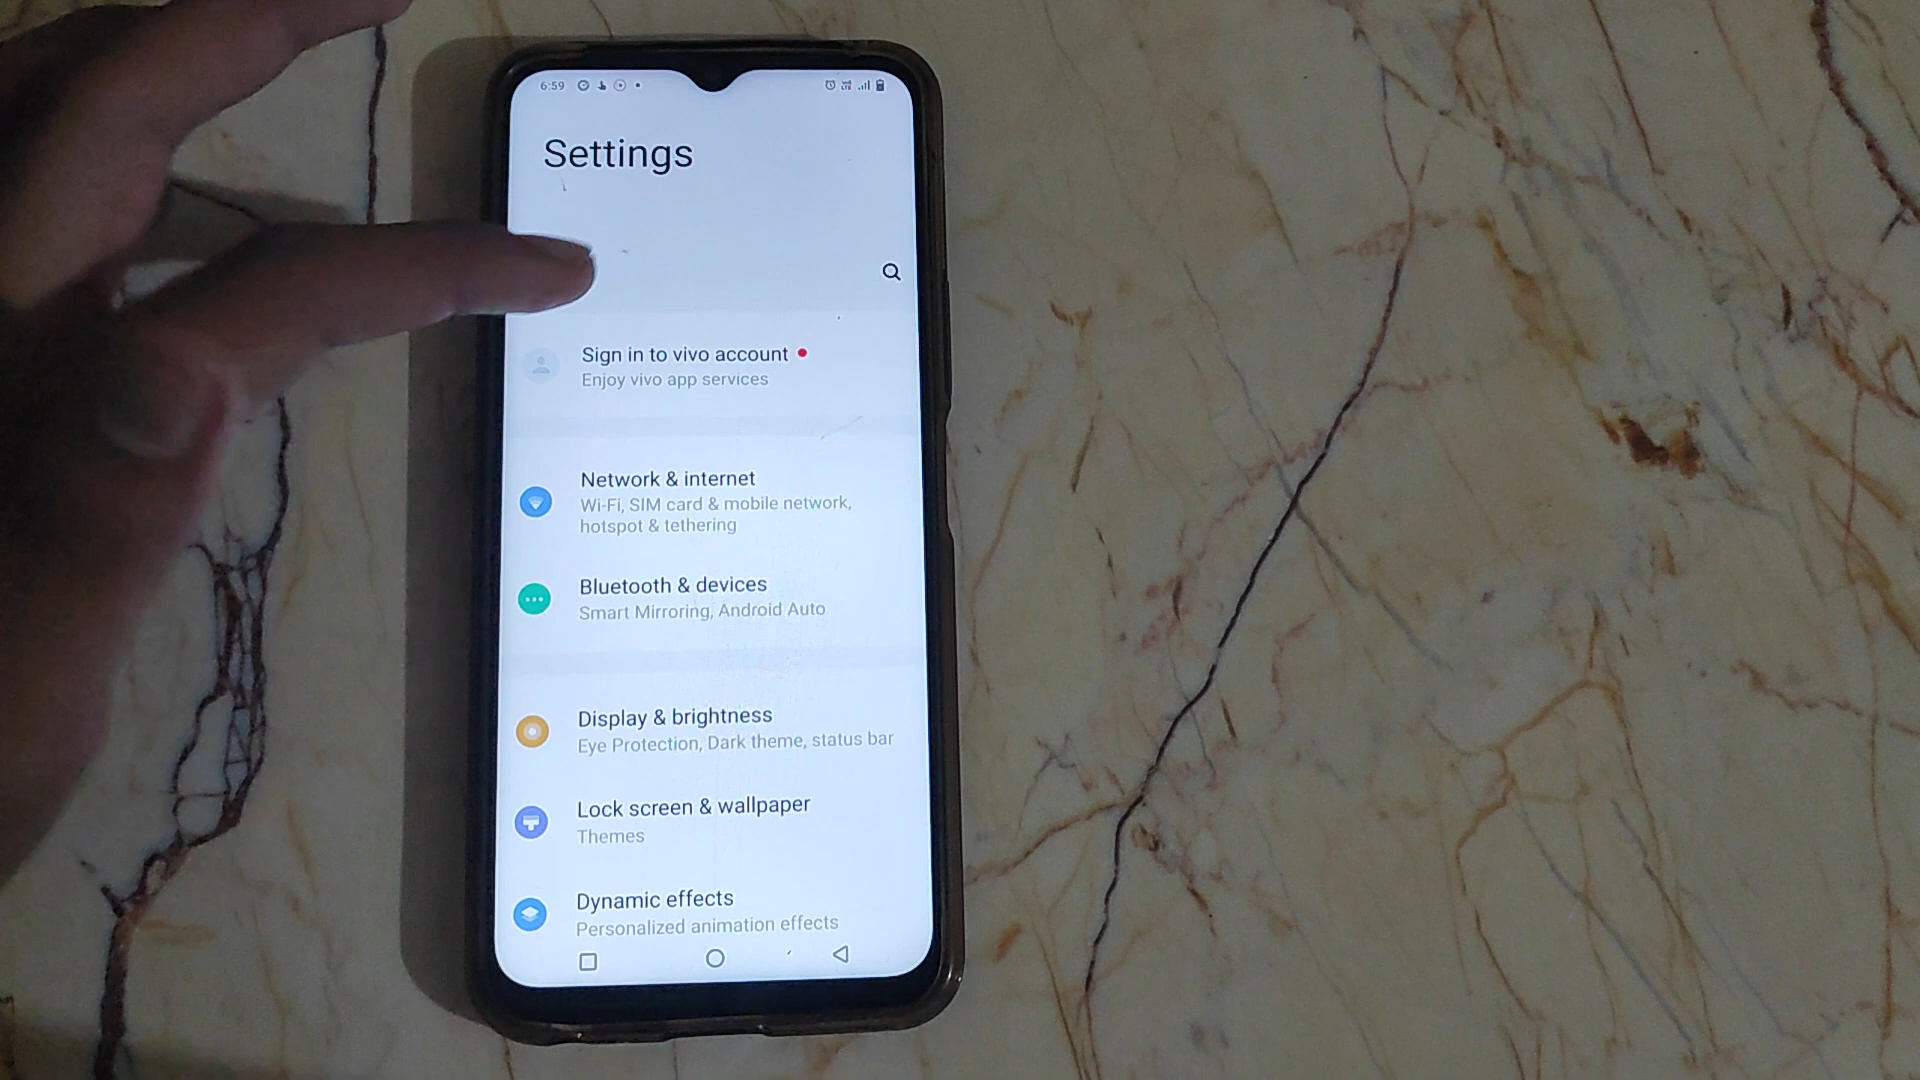 6:59
Settings
Sign in to vivo account
Enjoy vivo app services
Network & internet
Wi-Fi, SIM card & mobile network,
hotspot & tethering
Bluetooth & devices
Smart Mirroring, Android Auto
Display & brightness
Eye Protection, Dark theme, status bar
Lock screen & wallpaper
Themes
Dynamic effects
Personalized animation effects